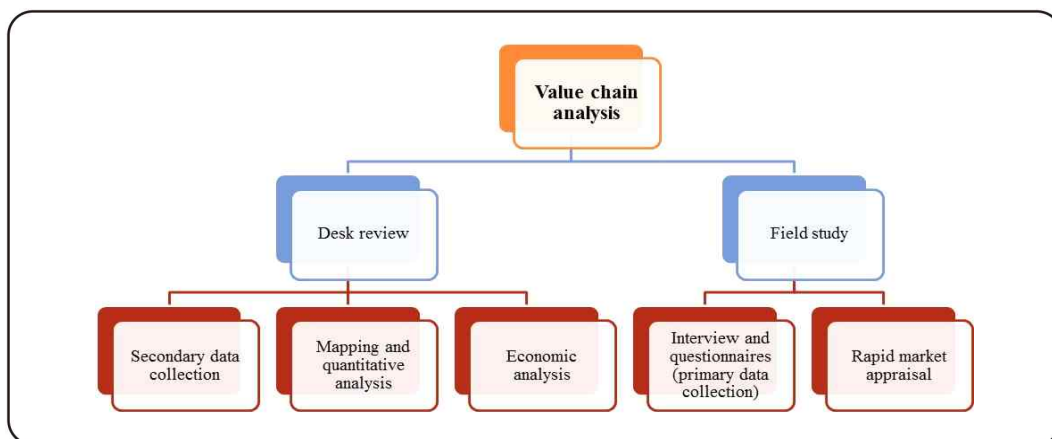 Value chain
analysis
Desk review
Field study
Secondary data
collection
Mapping and
quantitative
analysis
Economic
analysis
Interview and
questionnaires
(primary data
collection)
Rapid market
appraisal